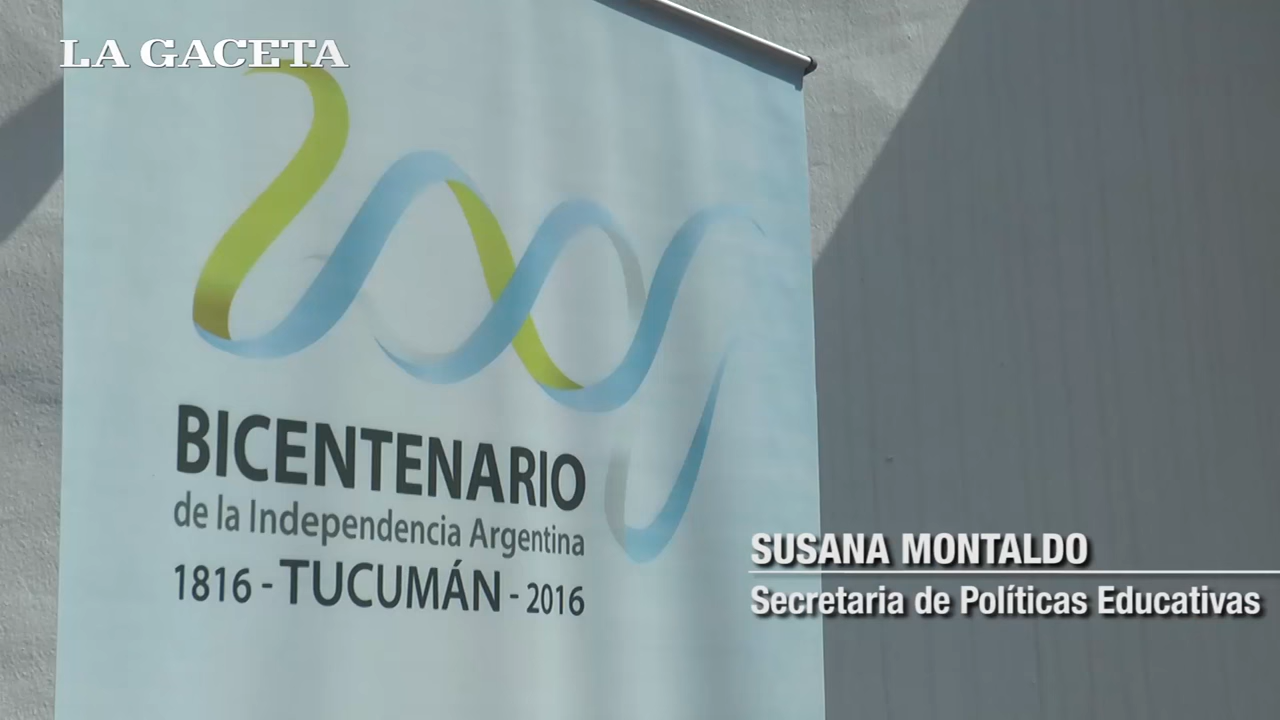 LA GACETA
BICENTENARIO
de la Independencia Argentina
1816 - TUCUMÁN - 2016
SUSANA MONTALDO
Secretaria de Políticas Educativas